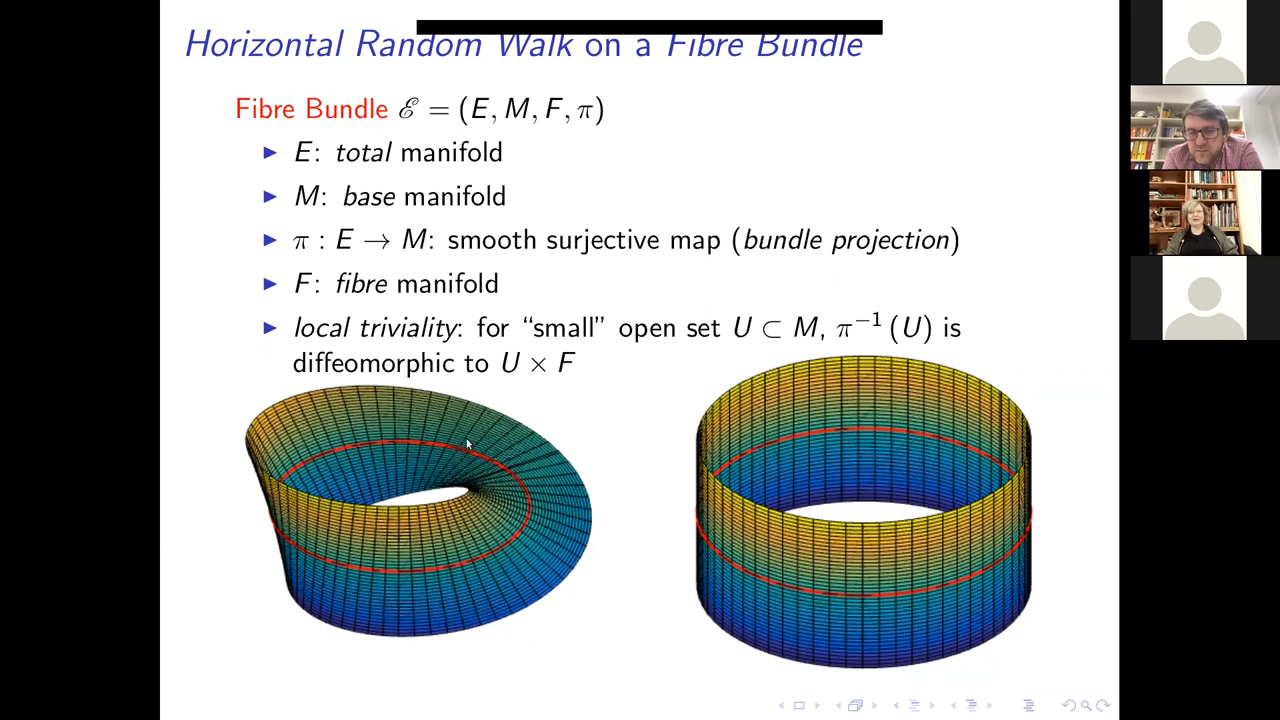 Horizontal Random Walk on a Fibre Bundle
Fibre Bundle ℰ = (E, M, F, π)
▶ E: total manifold
▶ M: base manifold
▶ π : E → M: smooth surjective map (bundle projection)
▶ F: fibre manifold
▶ local triviality: for “small” open set U ⊂ M, π⁻¹ (U) is
diffeomorphic to U × F